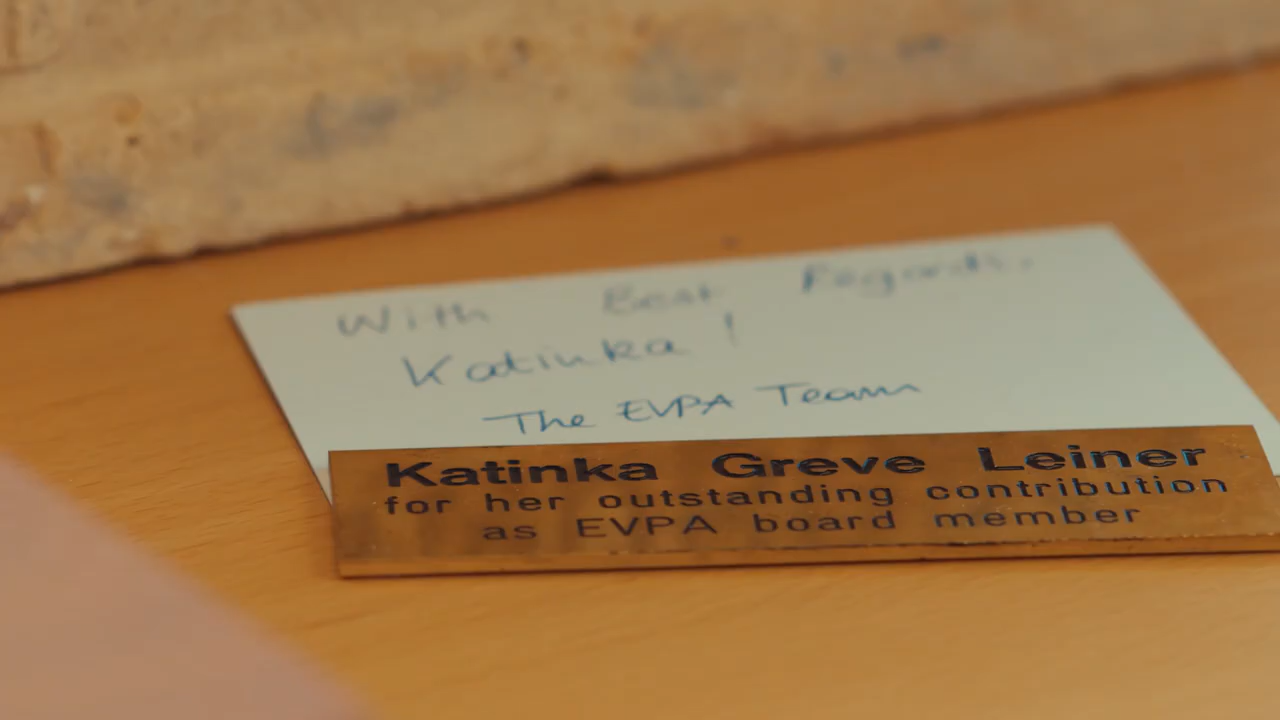 With Best Regards,
Katinka!
The EVPA Team
Katinka Greve Leiner
for her outstanding contribution
as EVPA board member